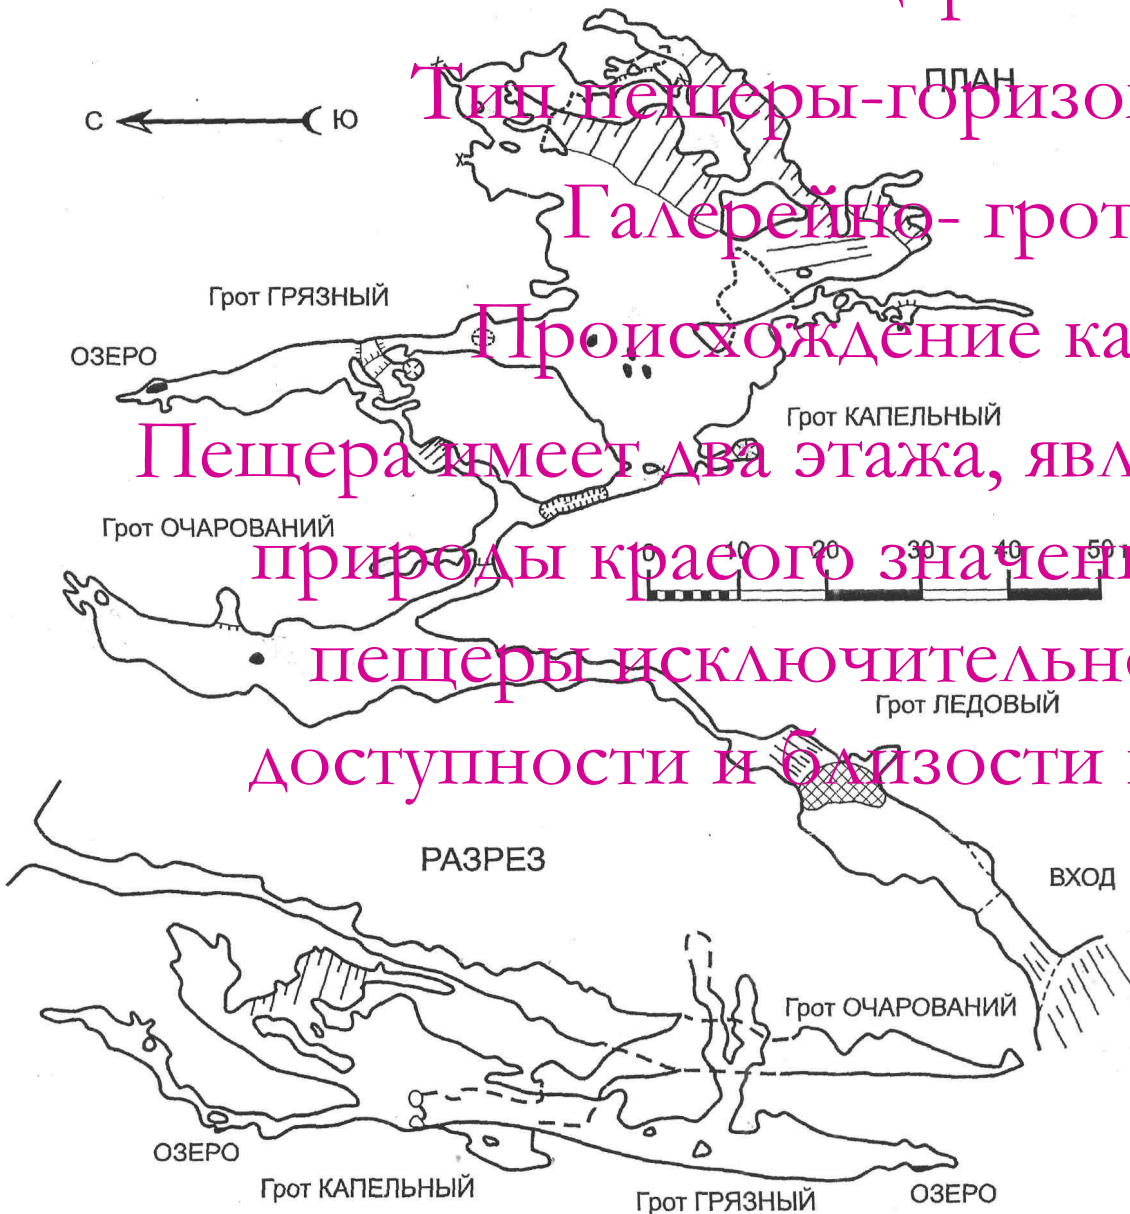 ПЛАН
Тип пещеры-горизо
С Ю
Галерейно- грот
Грот ГРЯЗНЫЙ
Происхождение ка
ОЗЕРО
Грот КАПЕЛЬНЫЙ
Пещера имеет два этажа, явл
Грот ОЧАРОВАНИЙ
0 10 20 30 40 50
природы краеого значен
пещеры исключительн
Грот ЛЕДОВЫЙ
доступности и близости
РАЗРЕЗ
ВХОД
Грот ОЧАРОВАНИЙ
ОЗЕРО
Грот КАПЕЛЬНЫЙ
Грот ГРЯЗНЫЙ
ОЗЕРО